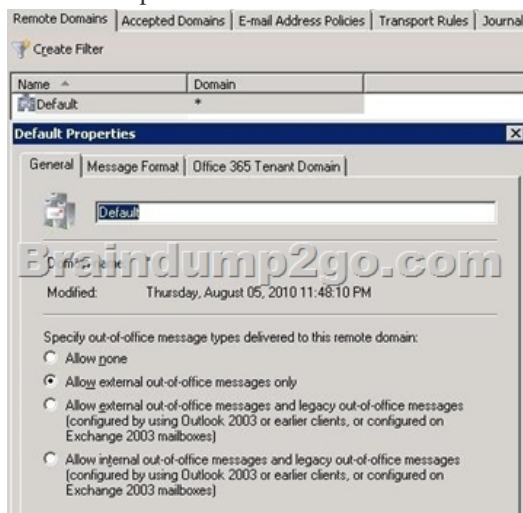 Remote Domains Accepted Domains E-mail Address Policies Transport Rules Journal
Create Filter
Name Domain
Default *
Default Properties
General Message Format Office 365 Tenant Domain
Default
Braindump2go.com
Modified: Thursday, August 05, 2010 11:48:10 PM
Specify out-of-office message types delivered to this remote domain:
Allow none
Allow external out-of-office messages only
Allow external out-of-office messages and legacy out-of-office messages
(configured by using Outlook 2003 or earlier clients, or configured on
Exchange 2003 mailboxes)
Allow internal out-of-office messages and legacy out-of-office messages
(configured by using Outlook 2003 or earlier clients, or configured on
Exchange 2003 mailboxes)